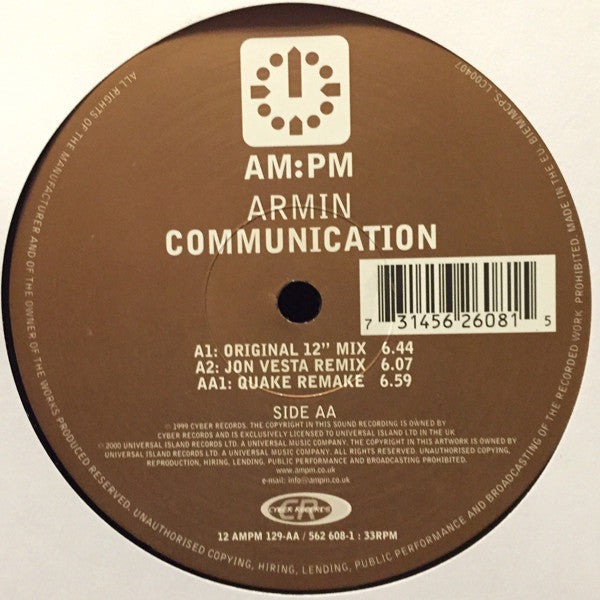 AM:PM
ARMIN
COMMUNICATION
7 31456 26081 5
A1: ORIGINAL 12” MIX 6.44
A2: JON VESTA REMIX 6.07
AA1: QUAKE REMAKE 6.59
SIDE AA
℗ 1999 CYBER RECORDS. THE COPYRIGHT IN THIS SOUND RECORDING IS OWNED BY
CYBER RECORDS AND IS EXCLUSIVELY LICENSED TO UNIVERSAL ISLAND LTD IN THE UK
© 2000 UNIVERSAL ISLAND RECORDS LTD. A UNIVERSAL MUSIC COMPANY. THE COPYRIGHT IN THIS ARTWORK IS OWNED BY
UNIVERSAL ISLAND RECORDS LTD. A UNIVERSAL MUSIC COMPANY. ALL RIGHTS RESERVED. UNAUTHORISED COPYING,
REPRODUCTION, HIRING, LENDING, PUBLIC PERFORMANCE AND BROADCASTING PROHIBITED.
www.ampm.co.uk
e-mail: info@ampm.co.uk
CR
CYBER RECORDS
12 AMPM 129-AA / 562 608-1 : 33RPM
ALL RIGHTS OF THE MANUFACTURER AND OF THE OWNER OF THE WORKS PRODUCED RESERVED. UNAUTHORISED COPYING, HIRING, LENDING, PUBLIC PERFORMANCE AND BROADCASTING OF THE RECORDED WORK PROHIBITED. MADE IN THE EU. BIEM/MCPS. LC00407